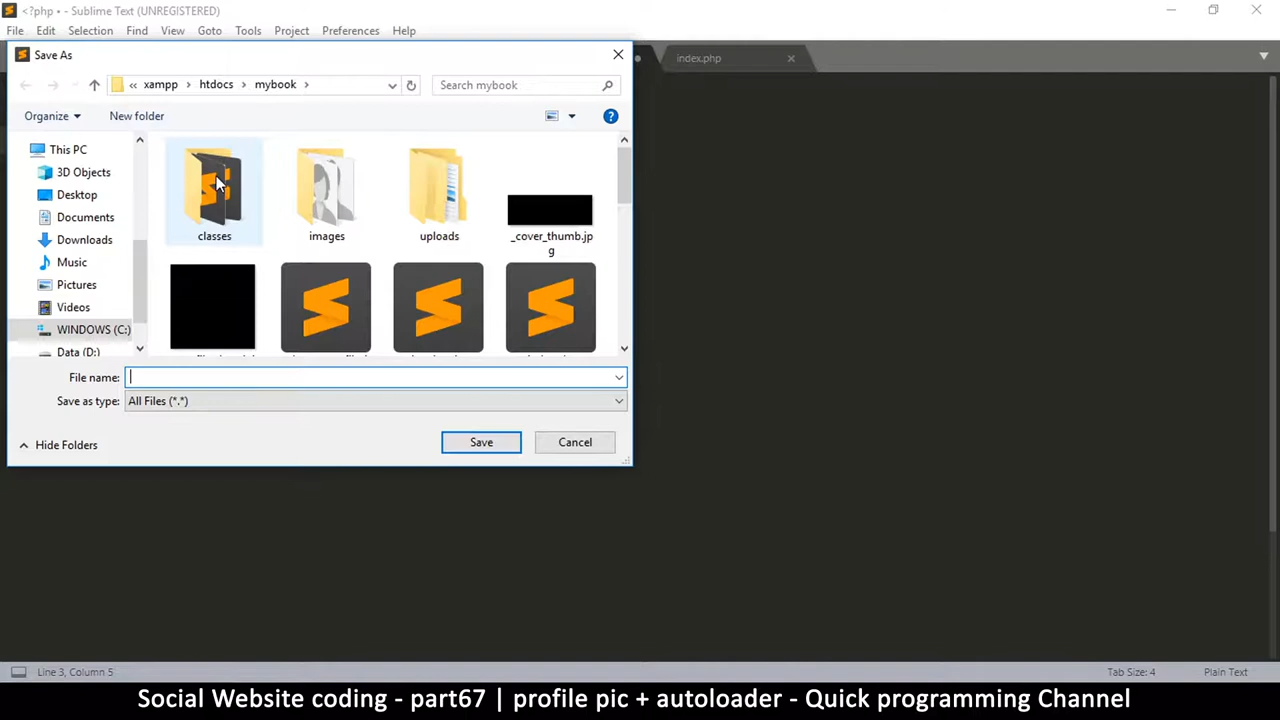 <?php • - Sublime Text (UNREGISTERED)
File Edit Selection Find View Goto Tools Project Preferences Help
Save As
index.php
« xampp > htdocs > mybook >
Search mybook
Organize
New folder
This PC
3D Objects
Desktop
Documents
Downloads
Music
Pictures
Videos
WINDOWS (C:)
Data (D:)
classes
images
uploads
_cover_thumb.jp
g
File name:
Save as type: All Files (*.*)
Hide Folders
Save
Cancel
Line 3, Column 5
Tab Size: 4
Plain Text
Social Website coding - part67 | profile pic + autoloader - Quick programming Channel